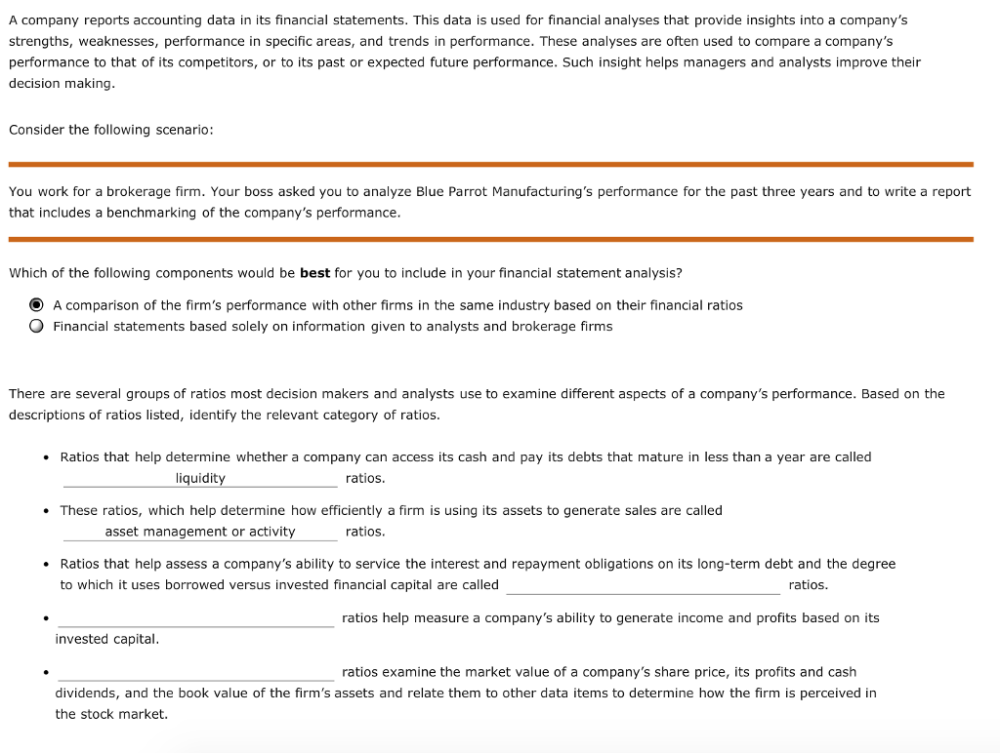 A company reports accounting data in its financial statements. This data is used for financial analyses that provide insights into a company's
strengths, weaknesses, performance in specific areas, and trends in performance. These analyses are often used to compare a company's
performance to that of its competitors, or to its past or expected future performance. Such insight helps managers and analysts improve their
decision making.
Consider the following scenario:
You work for a brokerage firm. Your boss asked you to analyze Blue Parrot Manufacturing's performance for the past three years and to write a report
that includes a benchmarking of the company's performance.
Which of the following components would be best for you to include in your financial statement analysis?
A comparison of the firm's performance with other firms in the same industry based on their financial ratios
Financial statements based solely on information given to analysts and brokerage firms
There are several groups of ratios most decision makers and analysts use to examine different aspects of a company's performance. Based on the
descriptions of ratios listed, identify the relevant category of ratios.
• Ratios that help determine whether a company can access its cash and pay its debts that mature in less than a year are called
liquidity ratios.
• These ratios, which help determine how efficiently a firm is using its assets to generate sales are called
asset management or activity ratios.
• Ratios that help assess a company's ability to service the interest and repayment obligations on its long-term debt and the degree
to which it uses borrowed versus invested financial capital are called ratios.
• ratios help measure a company's ability to generate income and profits based on its
invested capital.
• ratios examine the market value of a company's share price, its profits and cash
dividends, and the book value of the firm's assets and relate them to other data items to determine how the firm is perceived in
the stock market.